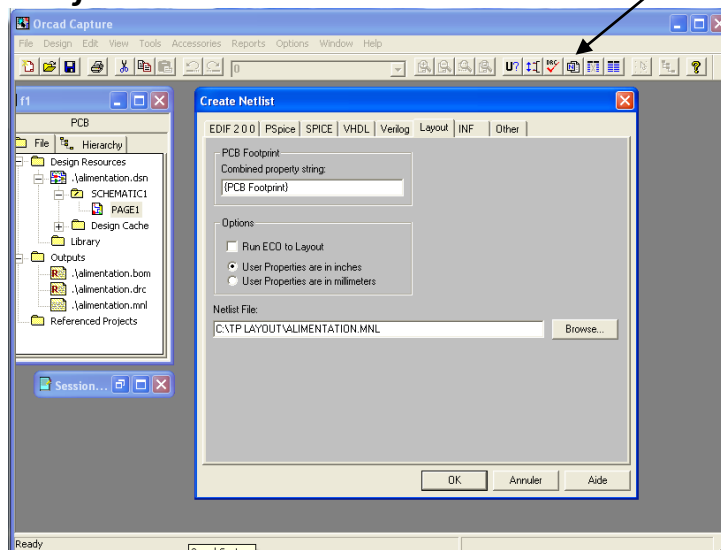 Orcad Capture
File Design Edit View Tools Accessories Reports Options Window Help
0
U?
DRC
f1
PCB
File Hierarchy
Design Resources
.\alimentation.dsn
SCHEMATIC1
PAGE1
Design Cache
Library
Outputs
.\alimentation.bom
.\alimentation.drc
.\alimentation.mnl
Referenced Projects
Session...
Create Netlist
EDIF 2 0 0 PSpice SPICE VHDL Verilog Layout INF Other
PCB Footprint
Combined property string:
{PCB Footprint}
Options
Run ECO to Layout
User Properties are in inches
User Properties are in millimeters
Netlist File:
C:\TP LAYOUT\ALIMENTATION.MNL
Browse...
OK Annuler Aide
Ready